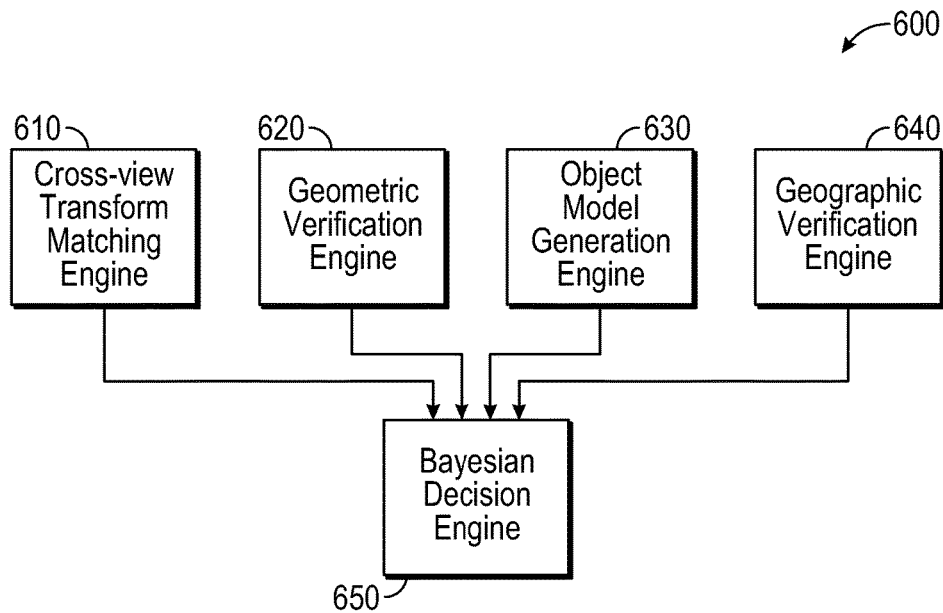 600
610
620
630
640
Cross-view
Transform
Matching
Engine
Geometric
Verification
Engine
Object
Model
Generation
Engine
Geographic
Verification
Engine
Bayesian
Decision
Engine
650